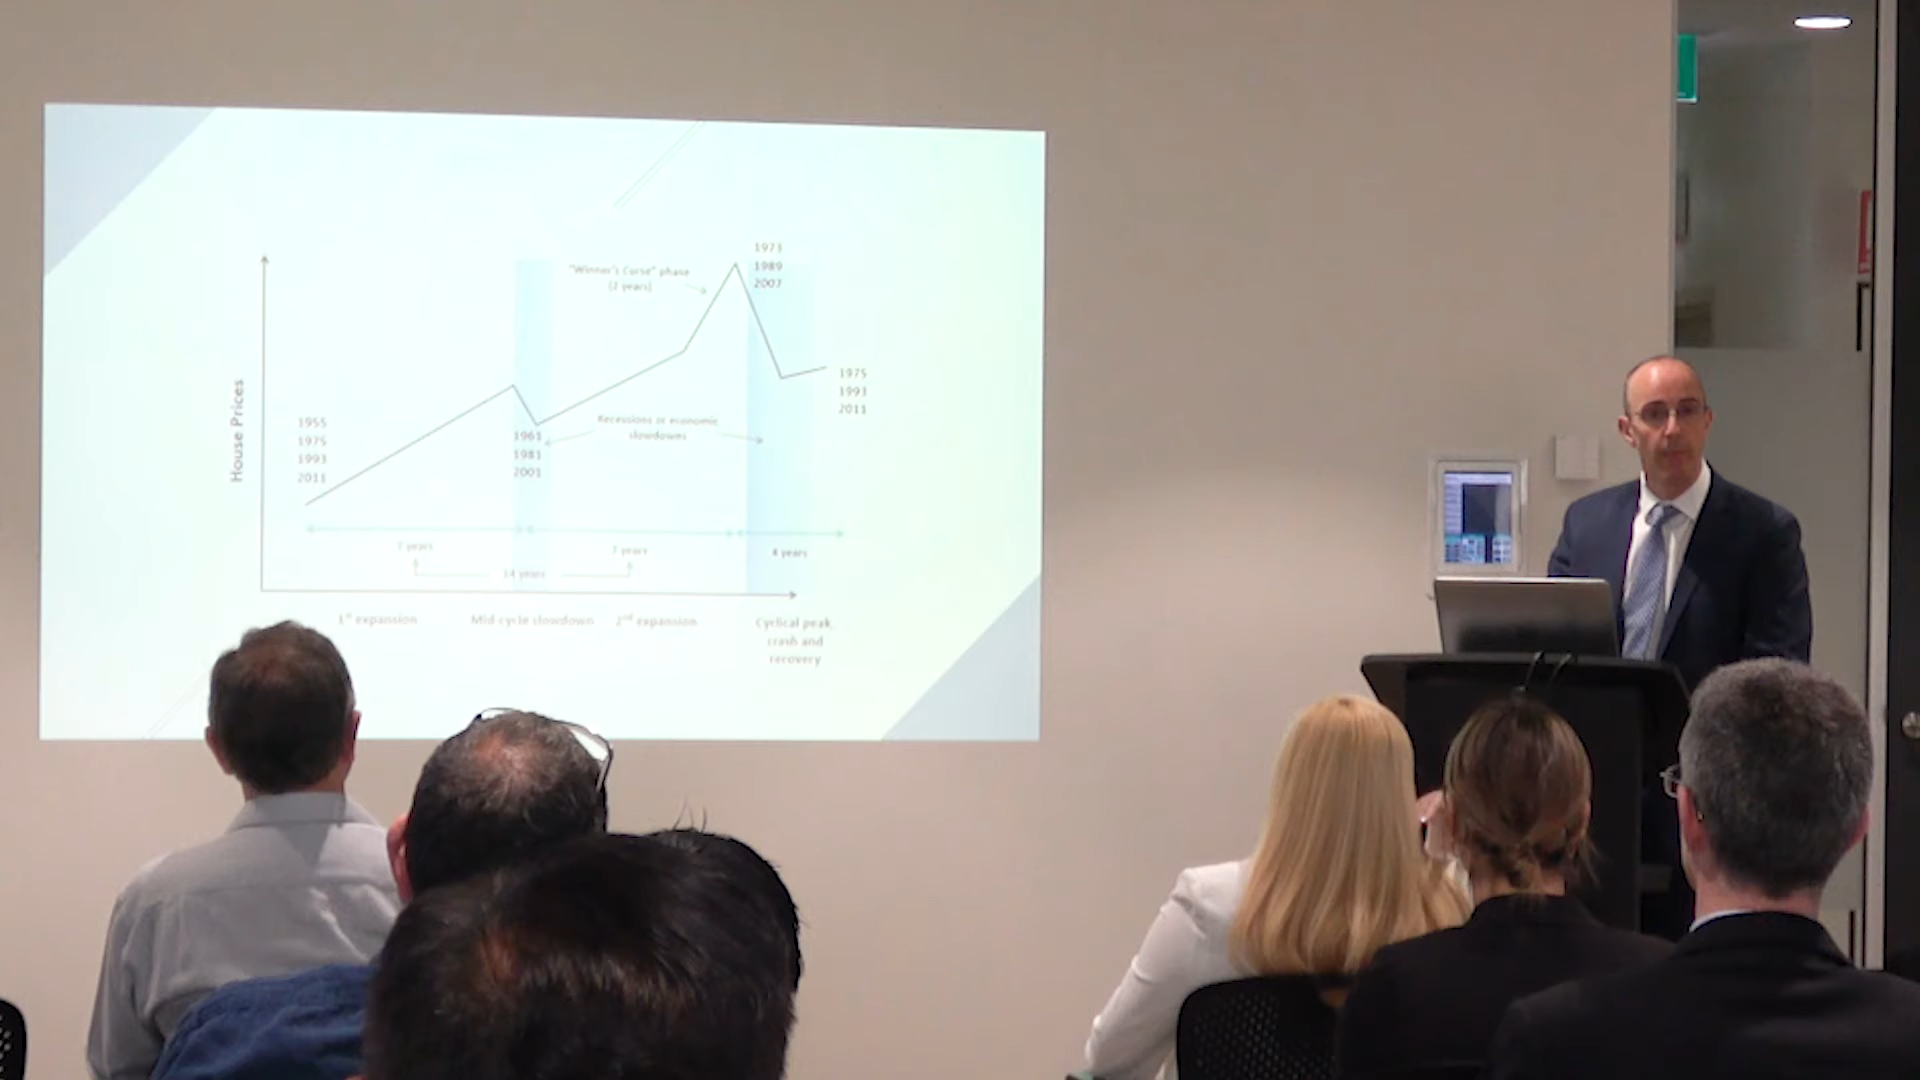 1973
1989
2007
"Winner's Curse" phase
(2 years)
House Prices
1975
1993
2011
1955
1975
1993
2011
Recessions or economic
slowdowns
1961
1981
2001
7 years
7 years
4 years
14 years
1st expansion
Mid-cycle slowdown
2nd expansion
Cyclical peak,
crash and
recovery